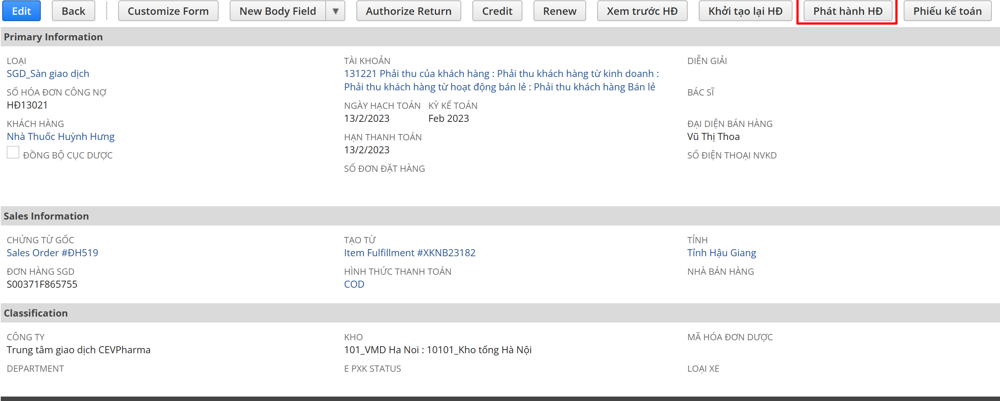 Edit
Back
Customize Form
New Body Field
Authorize Return
Credit
Renew
Xem trước HĐ
Khởi tạo lại HĐ
Phát hành HĐ
Phiếu kế toán
Primary Information
LOẠI
SGD_Sàn giao dịch
SỐ HÓA ĐƠN CÔNG NỢ
HĐ13021
KHÁCH HÀNG
Nhà Thuốc Huỳnh Hưng
ĐỒNG BỘ CỤC DƯỢC
TÀI KHOẢN
131221 Phải thu của khách hàng : Phải thu khách hàng từ kinh doanh :
Phải thu khách hàng từ hoạt động bán lẻ : Phải thu khách hàng Bán lẻ
NGÀY HẠCH TOÁN
13/2/2023
KỲ KẾ TOÁN
Feb 2023
HẠN THANH TOÁN
13/2/2023
SỐ ĐƠN ĐẶT HÀNG
DIỄN GIẢI
BÁC SĨ
ĐẠI DIỆN BÁN HÀNG
Vũ Thị Thoa
SỐ ĐIỆN THOẠI NVKD
Sales Information
CHỨNG TỪ GỐC
Sales Order #ĐH519
ĐƠN HÀNG SGD
S00371F865755
TẠO TỪ
Item Fulfillment #XKNB23182
HÌNH THỨC THANH TOÁN
COD
TỈNH
Tỉnh Hậu Giang
NHÀ BÁN HÀNG
Classification
CÔNG TY
Trung tâm giao dịch CEVPharma
DEPARTMENT
KHO
101_VMD Ha Noi : 10101_Kho tổng Hà Nội
E PXK STATUS
MÃ HÓA ĐƠN DƯỢC
LOẠI XE